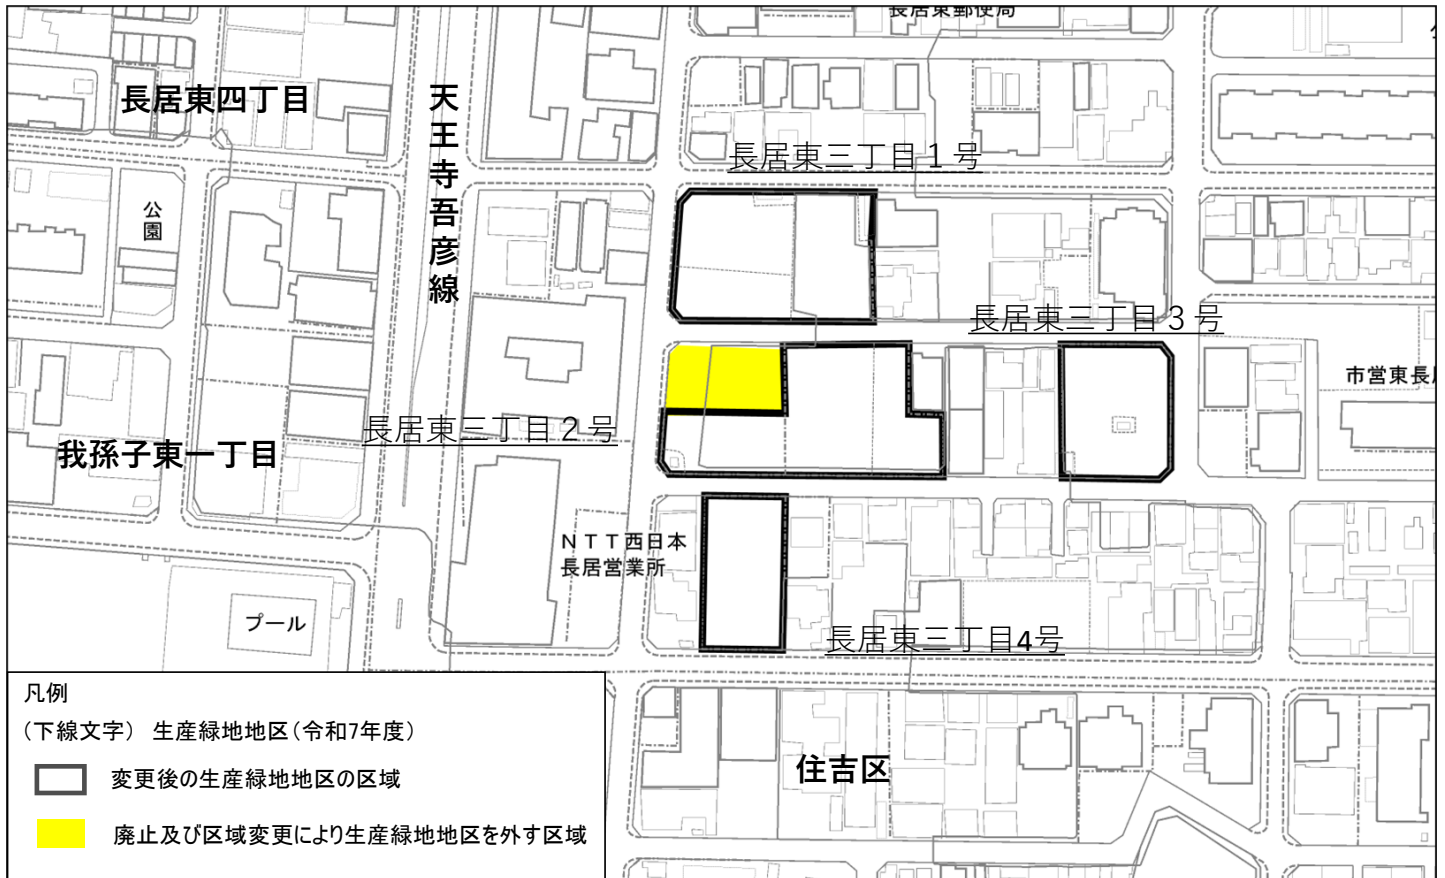 長居東郵便局
長居東四丁目
天王寺吾彦線
長居東三丁目１号
公園
長居東三丁目３号
市営東長
長居東三丁目２号
我孫子東一丁目
ＮＴＴ西日本
長居営業所
プール
長居東三丁目4号
住吉区
凡例
（下線文字） 生産緑地地区（令和7年度）
変更後の生産緑地地区の区域
廃止及び区域変更により生産緑地地区を外す区域